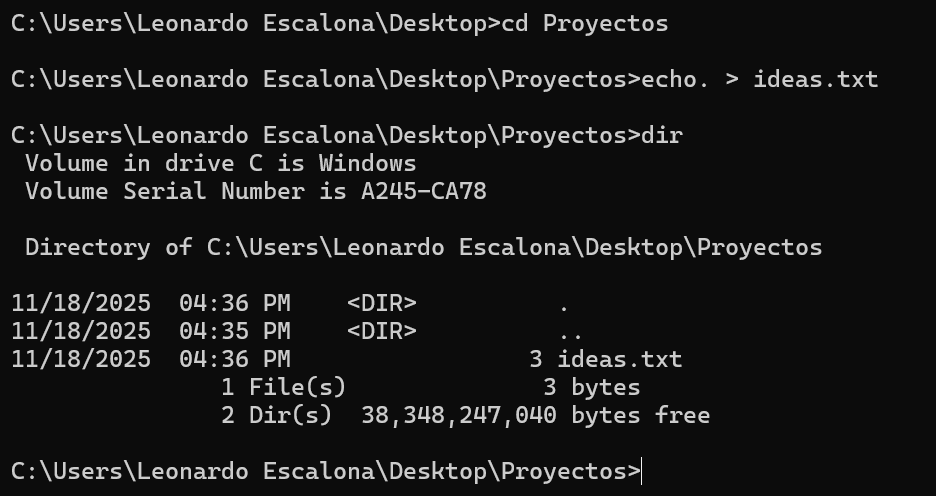 C:\Users\Leonardo Escalona\Desktop>cd Proyectos
C:\Users\Leonardo Escalona\Desktop\Proyectos>echo. > ideas.txt
C:\Users\Leonardo Escalona\Desktop\Proyectos>dir
 Volume in drive C is Windows
 Volume Serial Number is A245-CA78
 Directory of C:\Users\Leonardo Escalona\Desktop\Proyectos
11/18/2025  04:36 PM    <DIR>          .
11/18/2025  04:35 PM    <DIR>          ..
11/18/2025  04:36 PM                 3 ideas.txt
               1 File(s)              3 bytes
               2 Dir(s)  38,348,247,040 bytes free
C:\Users\Leonardo Escalona\Desktop\Proyectos>